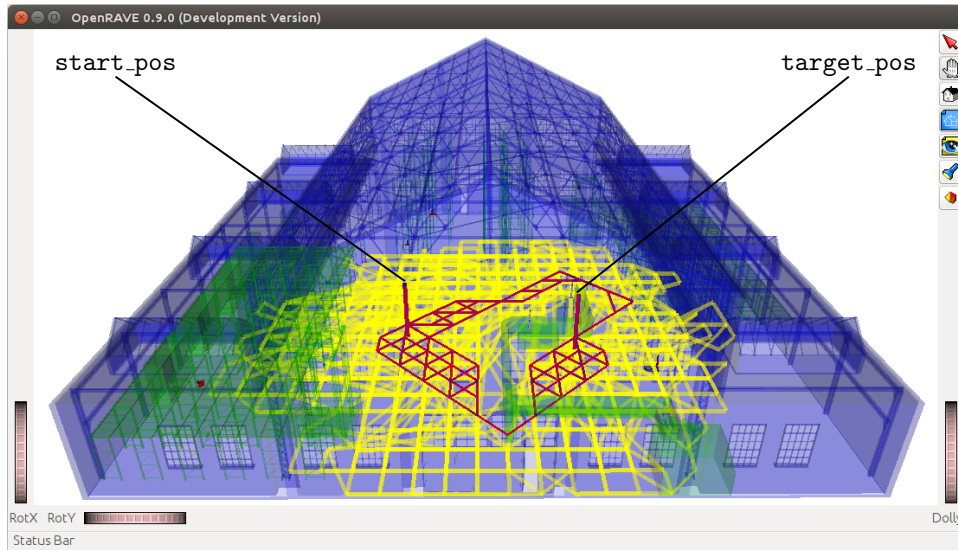 OpenRAVE 0.9.0 (Development Version)
start_pos
target_pos
RotX RotY
Dolly
Status Bar